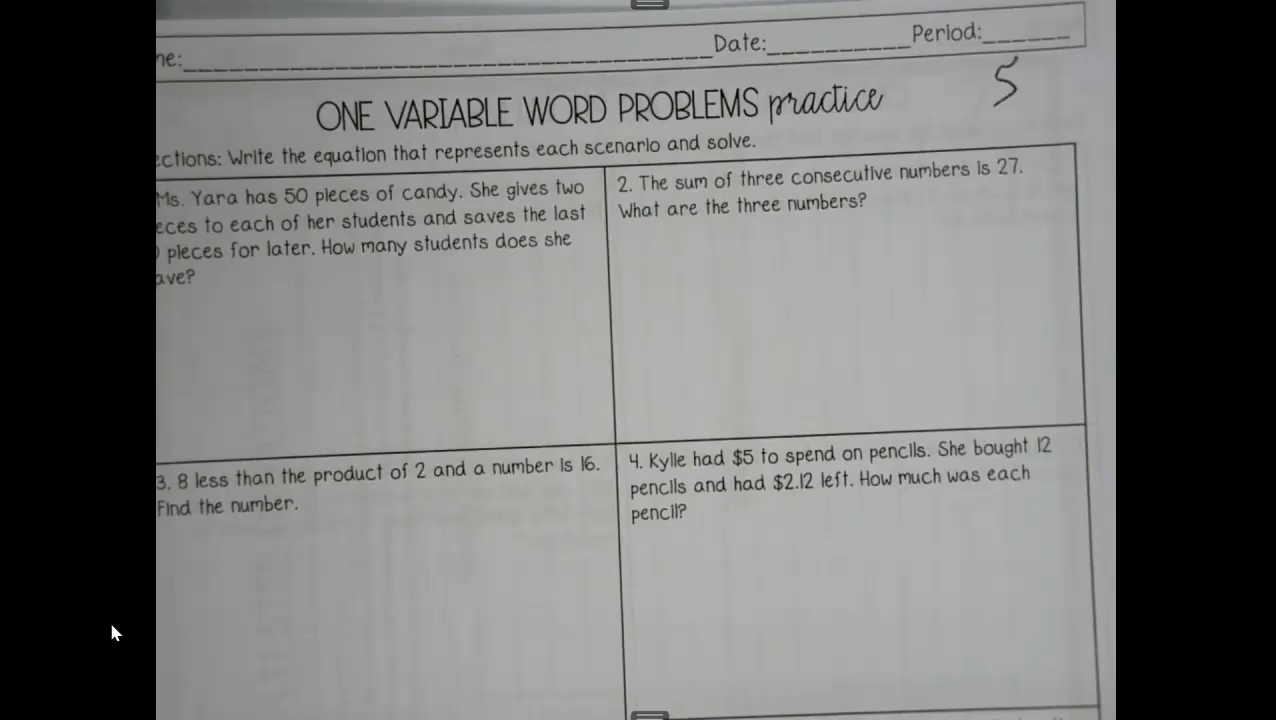 ne:__________ Date:__________ Period:______
5
ONE VARIABLE WORD PROBLEMS practice
ections: Write the equation that represents each scenario and solve.
Ms. Yara has 50 pieces of candy. She gives two
eces to each of her students and saves the last
pieces for later. How many students does she
ave?
2. The sum of three consecutive numbers is 27.
What are the three numbers?
3. 8 less than the product of 2 and a number is 16.
Find the number.
4. Kylie had $5 to spend on pencils. She bought 12
pencils and had $2.12 left. How much was each
pencil?